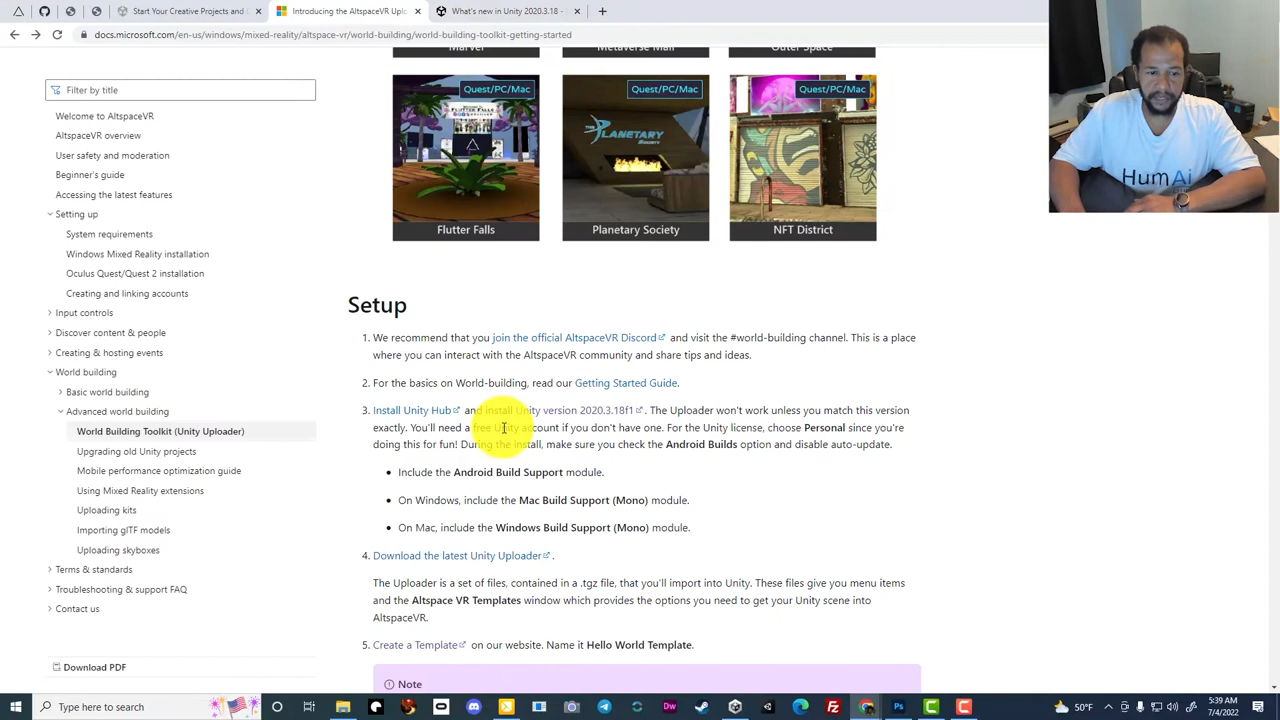 Start Your Creative Projects and
Introducing the AltspaceVR Uplo
What's new in Unity 2020.3.18 -
docs.microsoft.com/en-us/windows/mixed-reality/altspace-vr/world-building/world-building-toolkit-getting-started
Filter by title
Welcome to AltspaceVR
AltspaceVR overview
User safety and moderation
Beginner's guide
Accessing the latest features
Setting up
System requirements
Windows Mixed Reality installation
Oculus Quest/Quest 2 installation
Creating and linking accounts
Input controls
Discover content & people
Creating & hosting events
World building
Basic world building
Advanced world building
World Building Toolkit (Unity Uploader)
Upgrading old Unity projects
Mobile performance optimization guide
Using Mixed Reality extensions
Uploading kits
Importing glTF models
Uploading skyboxes
Terms & standards
Troubleshooting & support FAQ
Contact us
Download PDF
Marvel
Metaverse Mall
Outer Space
Quest/PC/Mac
Quest/PC/Mac
Quest/PC/Mac
FLUTTER FALLS
THE PLANETARY
SOCIETY
Flutter Falls
Planetary Society
NFT District
Setup
1. We recommend that you join the official AltspaceVR Discord and visit the #world-building channel. This is a place
where you can interact with the AltspaceVR community and share tips and ideas.
2. For the basics on World-building, read our Getting Started Guide.
3. Install Unity Hub and install Unity version 2020.3.18f1 . The Uploader won't work unless you match this version
exactly. You'll need a free Unity account if you don't have one. For the Unity license, choose Personal since you're
doing this for fun! During the install, make sure you check the Android Builds option and disable auto-update.
• Include the Android Build Support module.
• On Windows, include the Mac Build Support (Mono) module.
• On Mac, include the Windows Build Support (Mono) module.
4. Download the latest Unity Uploader .
The Uploader is a set of files, contained in a .tgz file, that you'll import into Unity. These files give you menu items
and the Altspace VR Templates window which provides the options you need to get your Unity scene into
AltspaceVR.
5. Create a Template on our website. Name it Hello World Template.
Note
HumAi
Type here to search
Dw
Fz
Ps
50°F
5:39 AM
7/4/2022